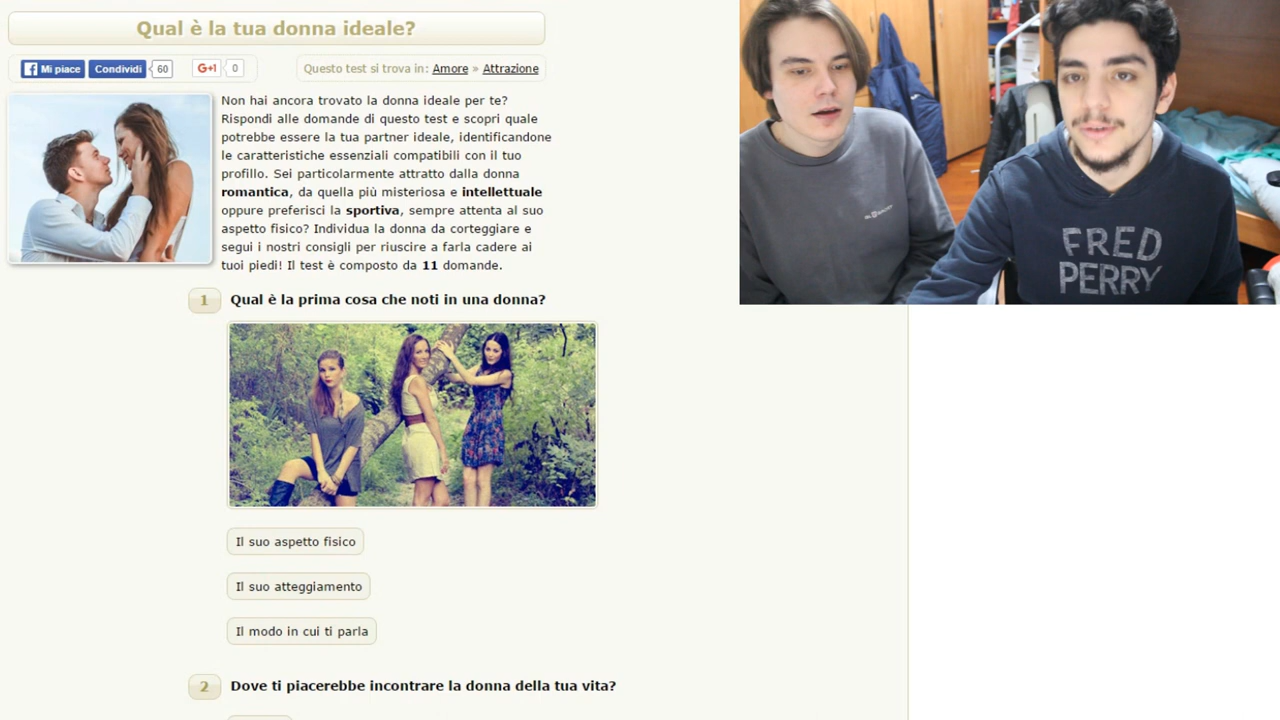 Qual è la tua donna ideale?
Mi piace
Condividi
60
G+1
0
Questo test si trova in: Amore » Attrazione
Non hai ancora trovato la donna ideale per te?
Rispondi alle domande di questo test e scopri quale
potrebbe essere la tua partner ideale, identificandone
le caratteristiche essenziali compatibili con il tuo
profillo. Sei particolarmente attratto dalla donna
romantica, da quella più misteriosa e intellettuale
oppure preferisci la sportiva, sempre attenta al suo
aspetto fisico? Individua la donna da corteggiare e
segui i nostri consigli per riuscire a farla cadere ai
tuoi piedi! Il test è composto da 11 domande.
1 Qual è la prima cosa che noti in una donna?
Il suo aspetto fisico
Il suo atteggiamento
Il modo in cui ti parla
2 Dove ti piacerebbe incontrare la donna della tua vita?
FRED
PERRY